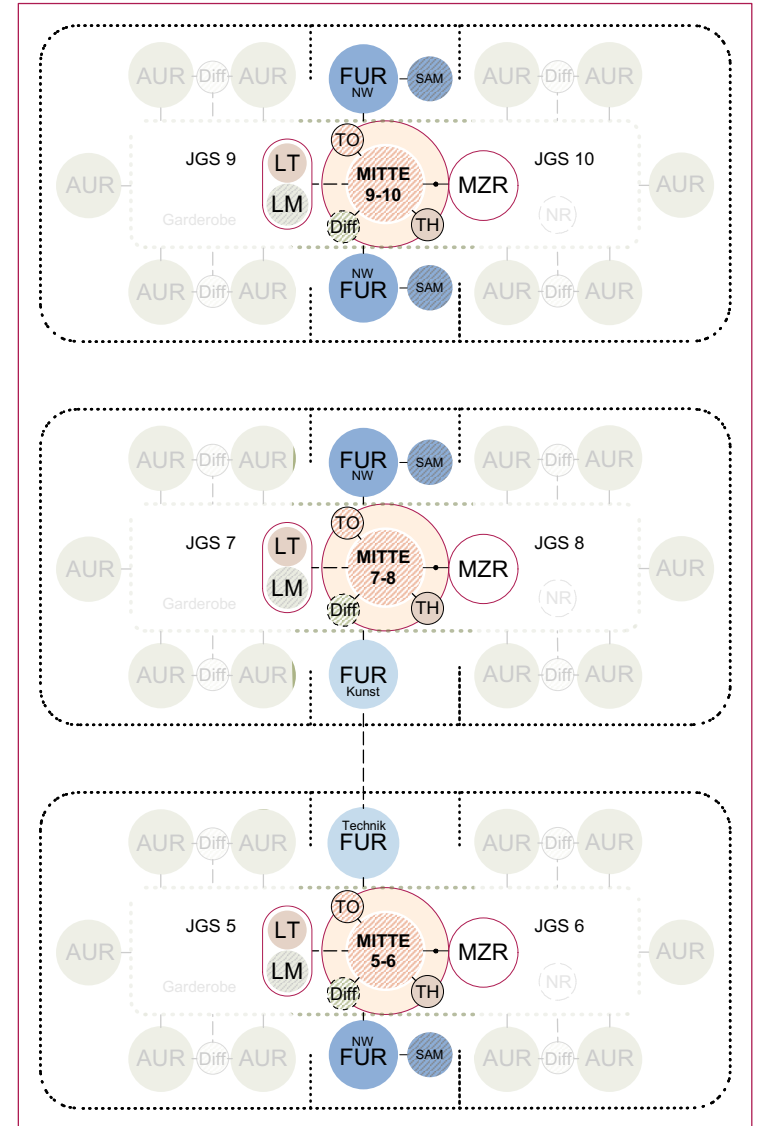 AUR Diff AUR FUR SAM AUR Diff AUR
NW
TO
JGS 9 LT MITTE JGS 10
AUR 9-10 MZR AUR
LM
Garderobe Diff TH NR
NW
AUR Diff AUR FUR SAM AUR Diff AUR
AUR Diff AUR FUR SAM AUR Diff AUR
NW
TO
JGS 7 LT MITTE JGS 8
AUR 7-8 MZR AUR
LM
Garderobe Diff TH NR
AUR Diff AUR FUR AUR Diff AUR
Kunst
Technik
AUR Diff AUR FUR AUR Diff AUR
TO
JGS 5 LT MITTE JGS 6
AUR 5-6 MZR AUR
LM
Garderobe Diff TH NR
NW
AUR Diff AUR FUR SAM AUR Diff AUR